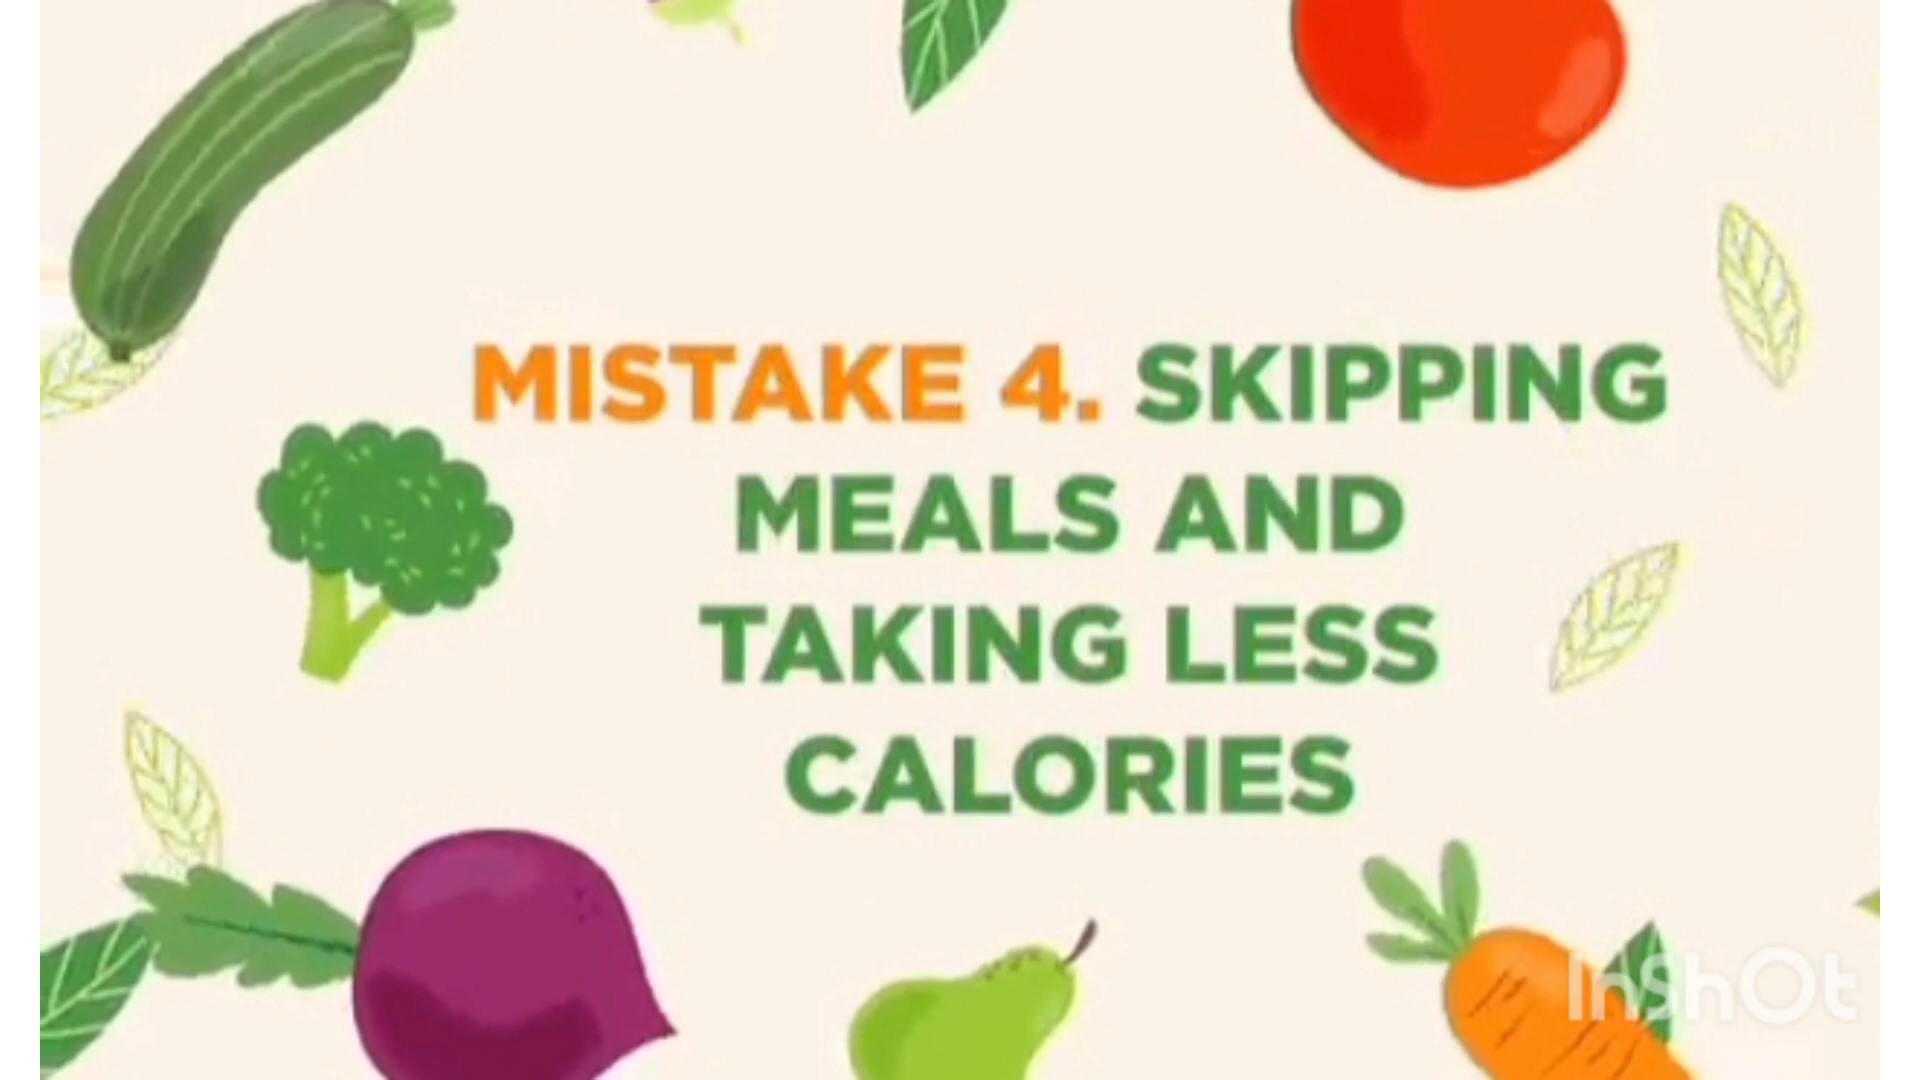 MISTAKE 4. SKIPPING
MEALS AND
TAKING LESS
CALORIES
InShOt